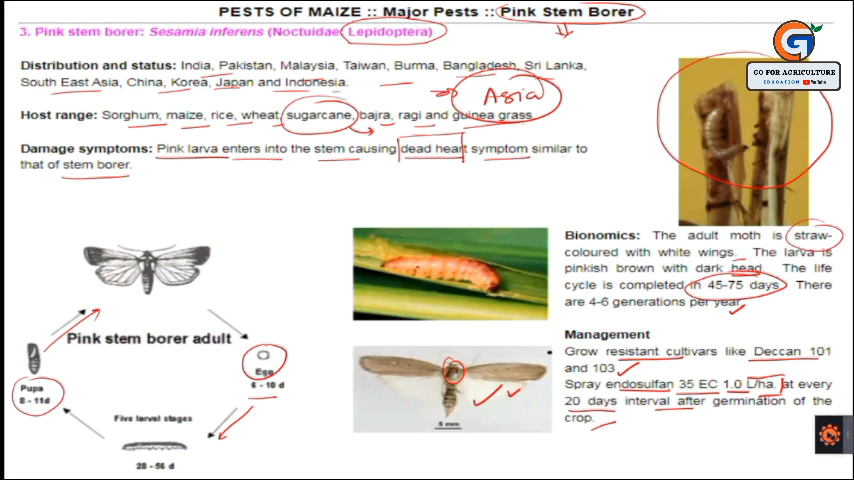 PESTS OF MAIZE :: Major Pests :: Pink Stem Borer
3. Pink stem borer: Sesamia inferens (Noctuidae: Lepidoptera)
GO FOR AGRICULTURE
EDUCATION YouTube
Distribution and status: India, Pakistan, Malaysia, Taiwan, Burma, Bangladesh, Sri Lanka,
South East Asia, China, Korea, Japan and Indonesia.
Asia
Host range: Sorghum, maize, rice, wheat, sugarcane, bajra, ragi and guinea grass
Damage symptoms: Pink larva enters into the stem causing dead heart symptom similar to
that of stem borer.
Pink stem borer adult
Egg
6 - 10 d
Pupa
8 - 11d
Five larval stages
28 - 56 d
5 mm
Bionomics: The adult moth is straw-
coloured with white wings. The larva is
pinkish brown with dark head. The life
cycle is completed in 45-75 days. There
are 4-6 generations per year.
Management
Grow resistant cultivars like Deccan 101
and 103
Spray endosulfan 35 EC 1.0 L/ha. at every
20 days interval after germination of the
crop.